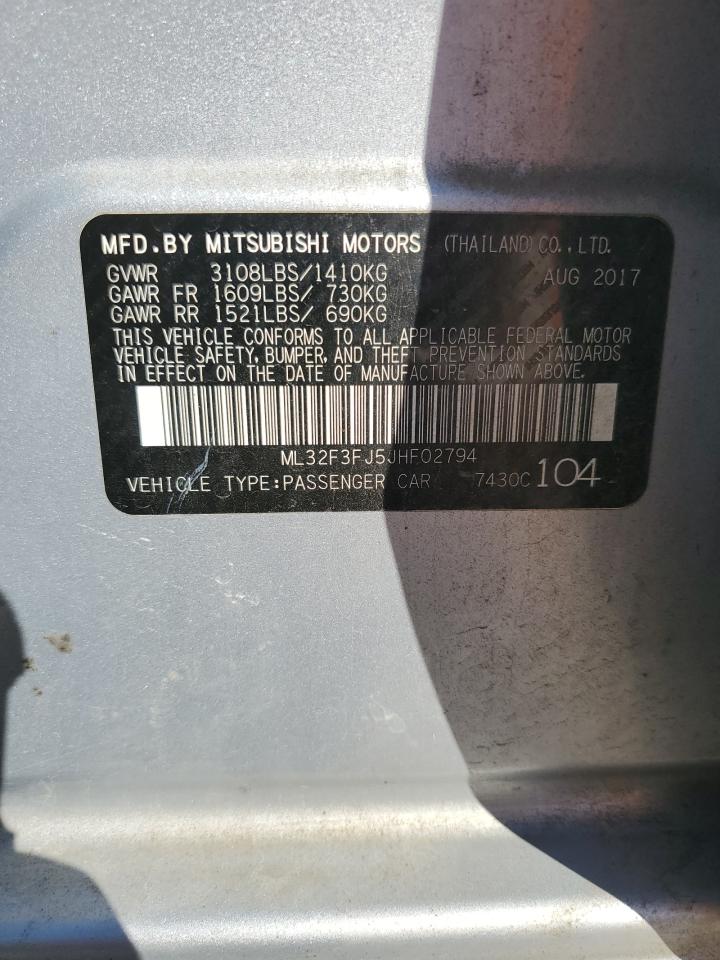 MFD.BY MITSUBISHI MOTORS (THAILAND) CO.,LTD.
GVWR 3108LBS/1410KG AUG 2017
GAWR FR 1609LBS/ 730KG
GAWR RR 1521LBS/ 690KG
THIS VEHICLE CONFORMS TO ALL APPLICABLE FEDERAL MOTOR
VEHICLE SAFETY, BUMPER, AND THEFT PREVENTION STANDARDS
IN EFFECT ON THE DATE OF MANUFACTURE SHOWN ABOVE.
ML32F3FJ5JHF02794
VEHICLE TYPE:PASSENGER CAR 7430C 104